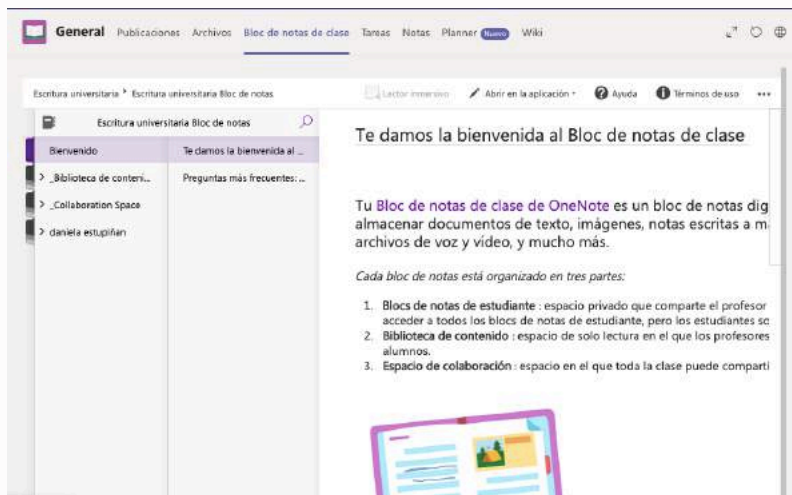 General Publicaciones Archivos Bloc de notas de clase Tareas Notas Planner Nuevo Wiki
Escritura universitaria > Escritura universitaria Bloc de notas
Lector inmersivo Abrir en la aplicación Ayuda Términos de uso ...
Escritura universitaria Bloc de notas
Bienvenido
_Biblioteca de conteni...
_Collaboration Space
daniela estupiñan
Te damos la bienvenida al ...
Preguntas más frecuentes: ...
Te damos la bienvenida al Bloc de notas de clase
Tu Bloc de notas de clase de OneNote es un bloc de notas dig
almacenar documentos de texto, imágenes, notas escritas a m
archivos de voz y vídeo, y mucho más.
Cada bloc de notas está organizado en tres partes:
1. Blocs de notas de estudiante : espacio privado que comparte el profesor
acceder a todos los blocs de notas de estudiante, pero los estudiantes so
2. Biblioteca de contenido : espacio de solo lectura en el que los profesores
alumnos.
3. Espacio de colaboración : espacio en el que toda la clase puede comparti